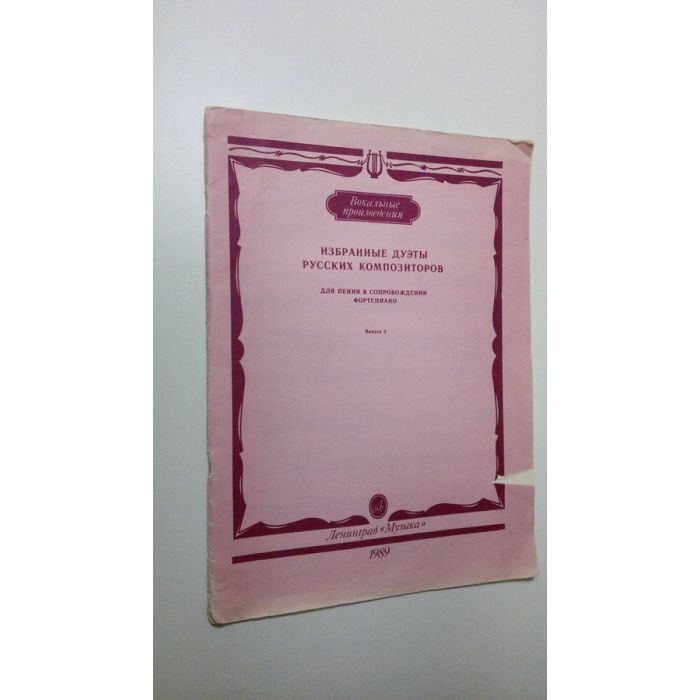 Вокальные
произведения
ИЗБРАННЫЕ ДУЭТЫ
РУССКИХ КОМПОЗИТОРОВ
ДЛЯ ПЕНИЯ В СОПРОВОЖДЕНИИ
ФОРТЕПИАНО
Выпуск 3
Ленинград «Музыка»
1989